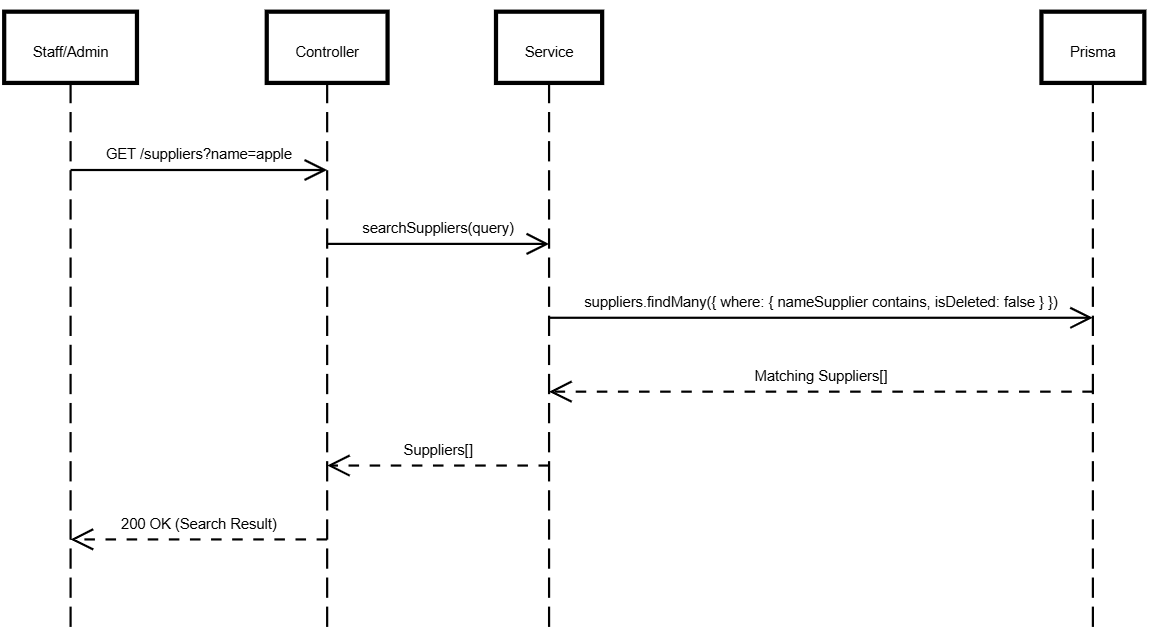 Staff/Admin
Controller
Service
Prisma
GET /suppliers?name=apple
searchSuppliers(query)
suppliers.findMany({ where: { nameSupplier contains, isDeleted: false } })
Matching Suppliers[]
Suppliers[]
200 OK (Search Result)